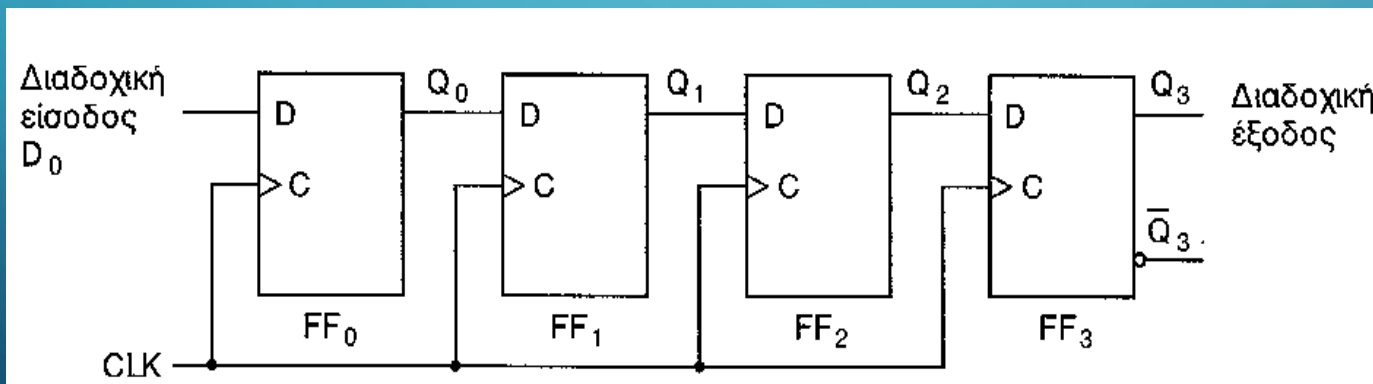 Διαδοχική
είσοδος
D₀
D
C
FF₀
Q₀
D
C
FF₁
Q₁
D
C
FF₂
Q₂
D
C
FF₃
Q₃
Q̅₃
Διαδοχική
έξοδος
CLK